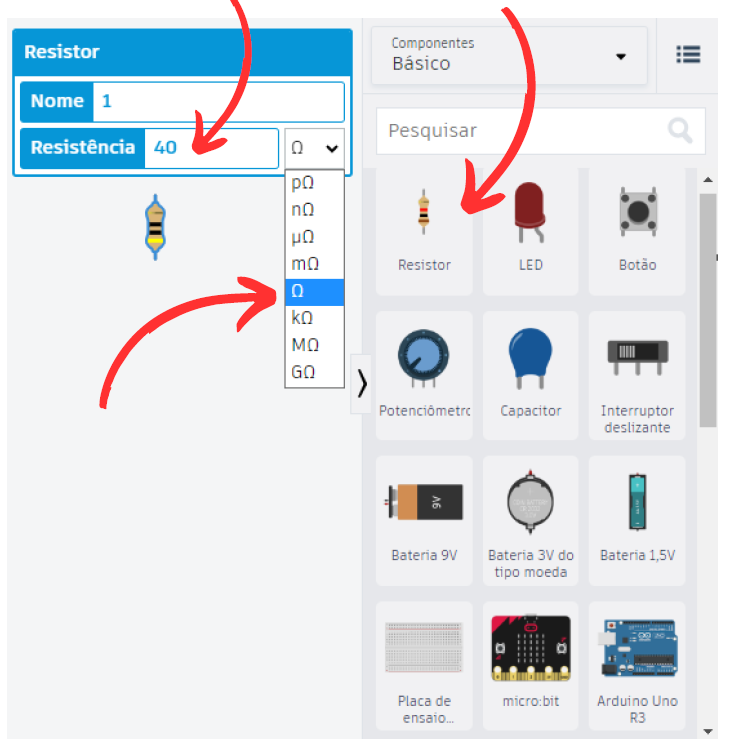 Resistor
Nome 1
Resistência 40 Ω
pΩ
nΩ
µΩ
mΩ
Ω
kΩ
MΩ
GΩ
Componentes
Básico
Pesquisar
Resistor
LED
Botão
Potenciômetro
Capacitor
Interruptor
deslizante
9V
Bateria 9V
Bateria 3V do
tipo moeda
Bateria 1,5V
Placa de
ensaio...
micro:bit
Arduino Uno
R3